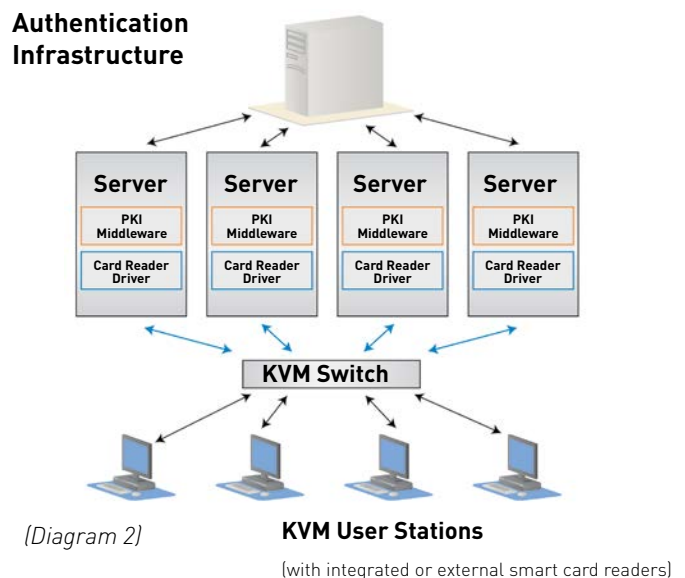 Authentication
Infrastructure
Server
Server
Server
Server
PKI
Middleware
PKI
Middleware
PKI
Middleware
PKI
Middleware
Card Reader
Driver
Card Reader
Driver
Card Reader
Driver
Card Reader
Driver
KVM Switch
(Diagram 2)
KVM User Stations
(with integrated or external smart card readers)